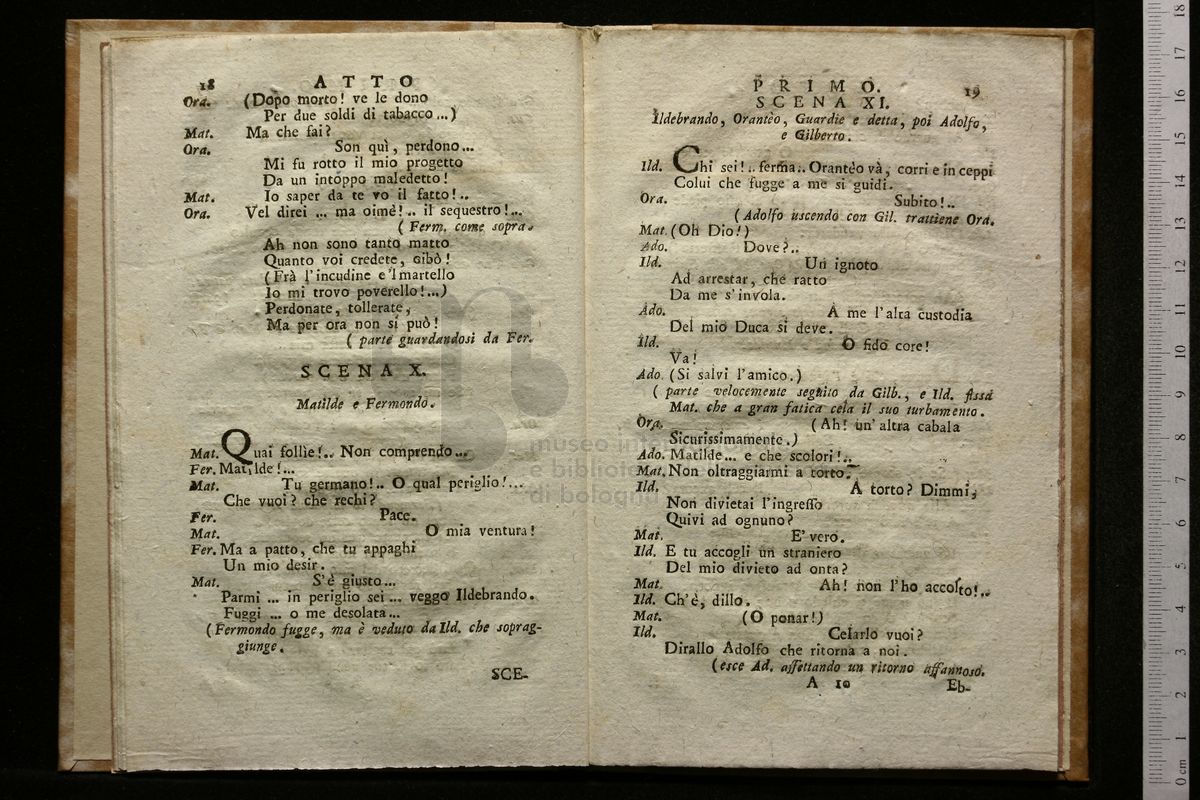 18 ATTO
Ora. (Dopo morto! ve le dono
Per due soldi di tabacco...)
Mat. Ma che fai?
Ora. Son quì, perdono...
Mi fu rotto il mio progetto
Da un intoppo maledetto!
Mat. Io saper da te vo il fatto!..
Ora. Vel direi ... ma oimè!.. il sequestro!...
( Ferm. come sopra.
Ah non sono tanto matto
Quanto voi credete, Gibò!
(Frà l'incudine e 'l martello
Io mi trovo poverello!...)
Perdonate, tollerate,
Ma per ora non si può!
( parte guardandosi da Fer.
SCENA X.
Matilde e Fermondo.
Mat. Quai follìe!.. Non comprendo...
Fer. Matilde!...
Mat. Tu germano!.. O qual periglio!...
Che vuoi? che rechi?
Fer. Pace.
Mat. O mia ventura!
Fer. Ma a patto, che tu appaghi
Un mio desir.
Mat. S'è giusto...
Parmi ... in periglio sei ... veggo Ildebrando.
Fuggi ... o me desolata...
(Fermondo fugge, ma è veduto da Ild. che soprag-
giunge.
SCE-
PRIMO. 19
SCENA XI.
Ildebrando, Orantèo, Guardie e detta, poi Adolfo,
e Gilberto.
Ild. Chi sei!.. ferma.. Orantèo và, corri e in ceppi
Colui che fugge a me si guidi.
Ora. Subito!..
(Adolfo uscendo con Gil. trattiene Ora.
Mat. (Oh Dio!)
Ado. Dove?..
Ild. Un ignoto
Ad arrestar, che ratto
Da me s'invola.
Ado. A me l'alta custodia
Del mio Duca si deve.
Ild. O fido core!
Va!
Ado. (Si salvi l'amico.)
( parte velocemente seguito da Gilb., e Ild. fissa
Mat. che a gran fatica cela il suo turbamento.
Ora. (Ah! un'altra cabala
Sicurissimamente.)
Ado. Matilde... e che scolori!..
Mat. Non oltraggiarmi a torto.
Ild. A torto? Dimmi,
Non divietai l'ingresso
Quivi ad ognuno?
Mat. E' vero.
Ild. E tu accogli un straniero
Del mio divieto ad onta?
Mat. Ah! non l'ho accolto!..
Ild. Ch'è, dillo.
Mat. (O penar!)
Ild. Celarlo vuoi?
Dirallo Adolfo che ritorna a noi.
(esce Ad. affettando un ritorno affannoso.
A 10 Eb-